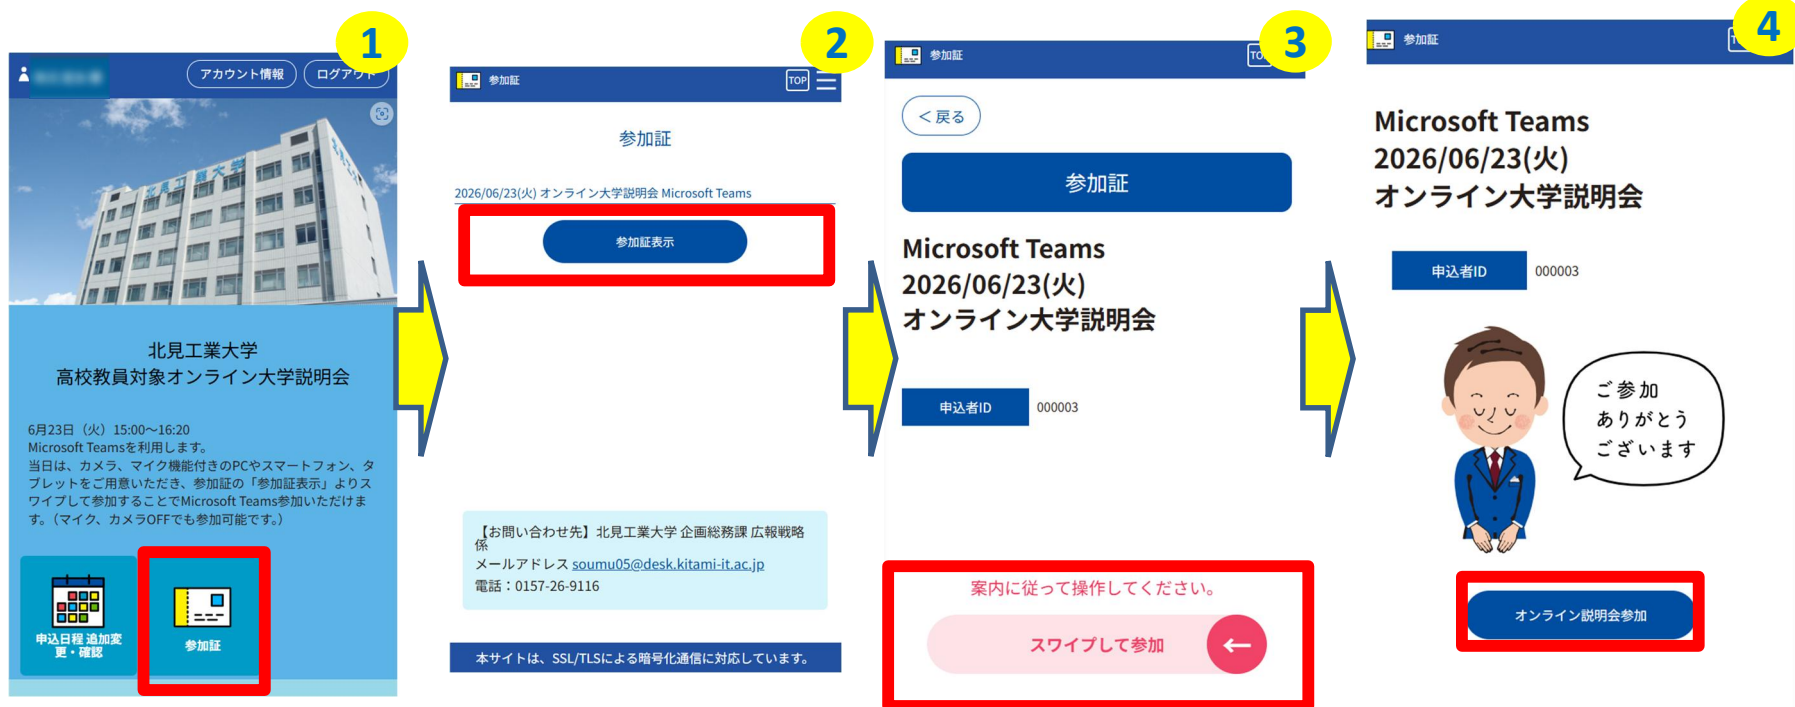 1
アカウント情報
ログアウト
北見工業大学
北見工業大学
高校教員対象オンライン大学説明会
6月23日（火）15:00～16:20
Microsoft Teamsを利用します。
当日は、カメラ、マイク機能付きのPCやスマートフォン、タ
ブレットをご用意いただき、参加証の「参加証表示」よりス
ワイプして参加することでMicrosoft Teams参加いただけま
す。（マイク、カメラOFFでも参加可能です。）
申込日程 追加変
更・確認
参加証
2
参加証
TOP
参加証
2026/06/23(火) オンライン大学説明会 Microsoft Teams
参加証表示
【お問い合わせ先】北見工業大学 企画総務課 広報戦略
係
メールアドレス soumu05@desk.kitami-it.ac.jp
電話：0157-26-9116
本サイトは、SSL/TLSによる暗号化通信に対応しています。
3
参加証
＜戻る
参加証
Microsoft Teams
2026/06/23(火)
オンライン大学説明会
申込者ID 000003
案内に従って操作してください。
スワイプして参加
4
参加証
Microsoft Teams
2026/06/23(火)
オンライン大学説明会
申込者ID 000003
ご参加
ありがとう
ございます
オンライン説明会参加